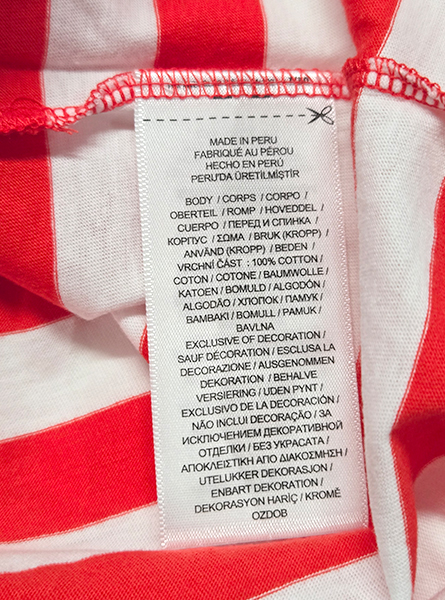 MADE IN PERU
FABRIQUÉ AU PÉROU
HECHO EN PERÚ
PERU'DA ÜRETILMİŞTİR
BODY / CORPS / CORPO /
OBERTEIL / ROMP / HOVEDDEL /
CUERPO / ПЕРЕД И СПИНКА /
КОРПУС / ΣΩΜΑ / BRUK (KROPP) /
ANVÄND (KROPP) / BEDEN /
VRCHNÍ ČÁST : 100% COTTON /
COTON / COTONE / BAUMWOLLE /
KATOEN / BOMULD / ALGODÓN /
ALGODÃO / ХЛОПОК / ПАМУК /
BAMBAKI / BOMULL / PAMUK /
BAVLNA
EXCLUSIVE OF DECORATION /
SAUF DÉCORATION / ESCLUSA LA
DECORAZIONE / AUSGENOMMEN
DEKORATION / BEHALVE
VERSIERING / UDEN PYNT /
EXCLUSIVO DE LA DECORACIÓN /
NÃO INCLUI DECORAÇÃO / ЗА
ИСКЛЮЧЕНИЕМ ДЕКОРАТИВНОЙ
ОТДЕЛКИ / БЕЗ УКРАСАТА /
ΑΠΟΚΛΕΙΣΤΙΚΗ ΑΠΟ ΔΙΑΚΟΣΜΗΣΗ /
UTELUKKER DEKORASJON /
ENBART DEKORATION /
DEKORASYON HARİÇ / KROMĚ
OZDOB